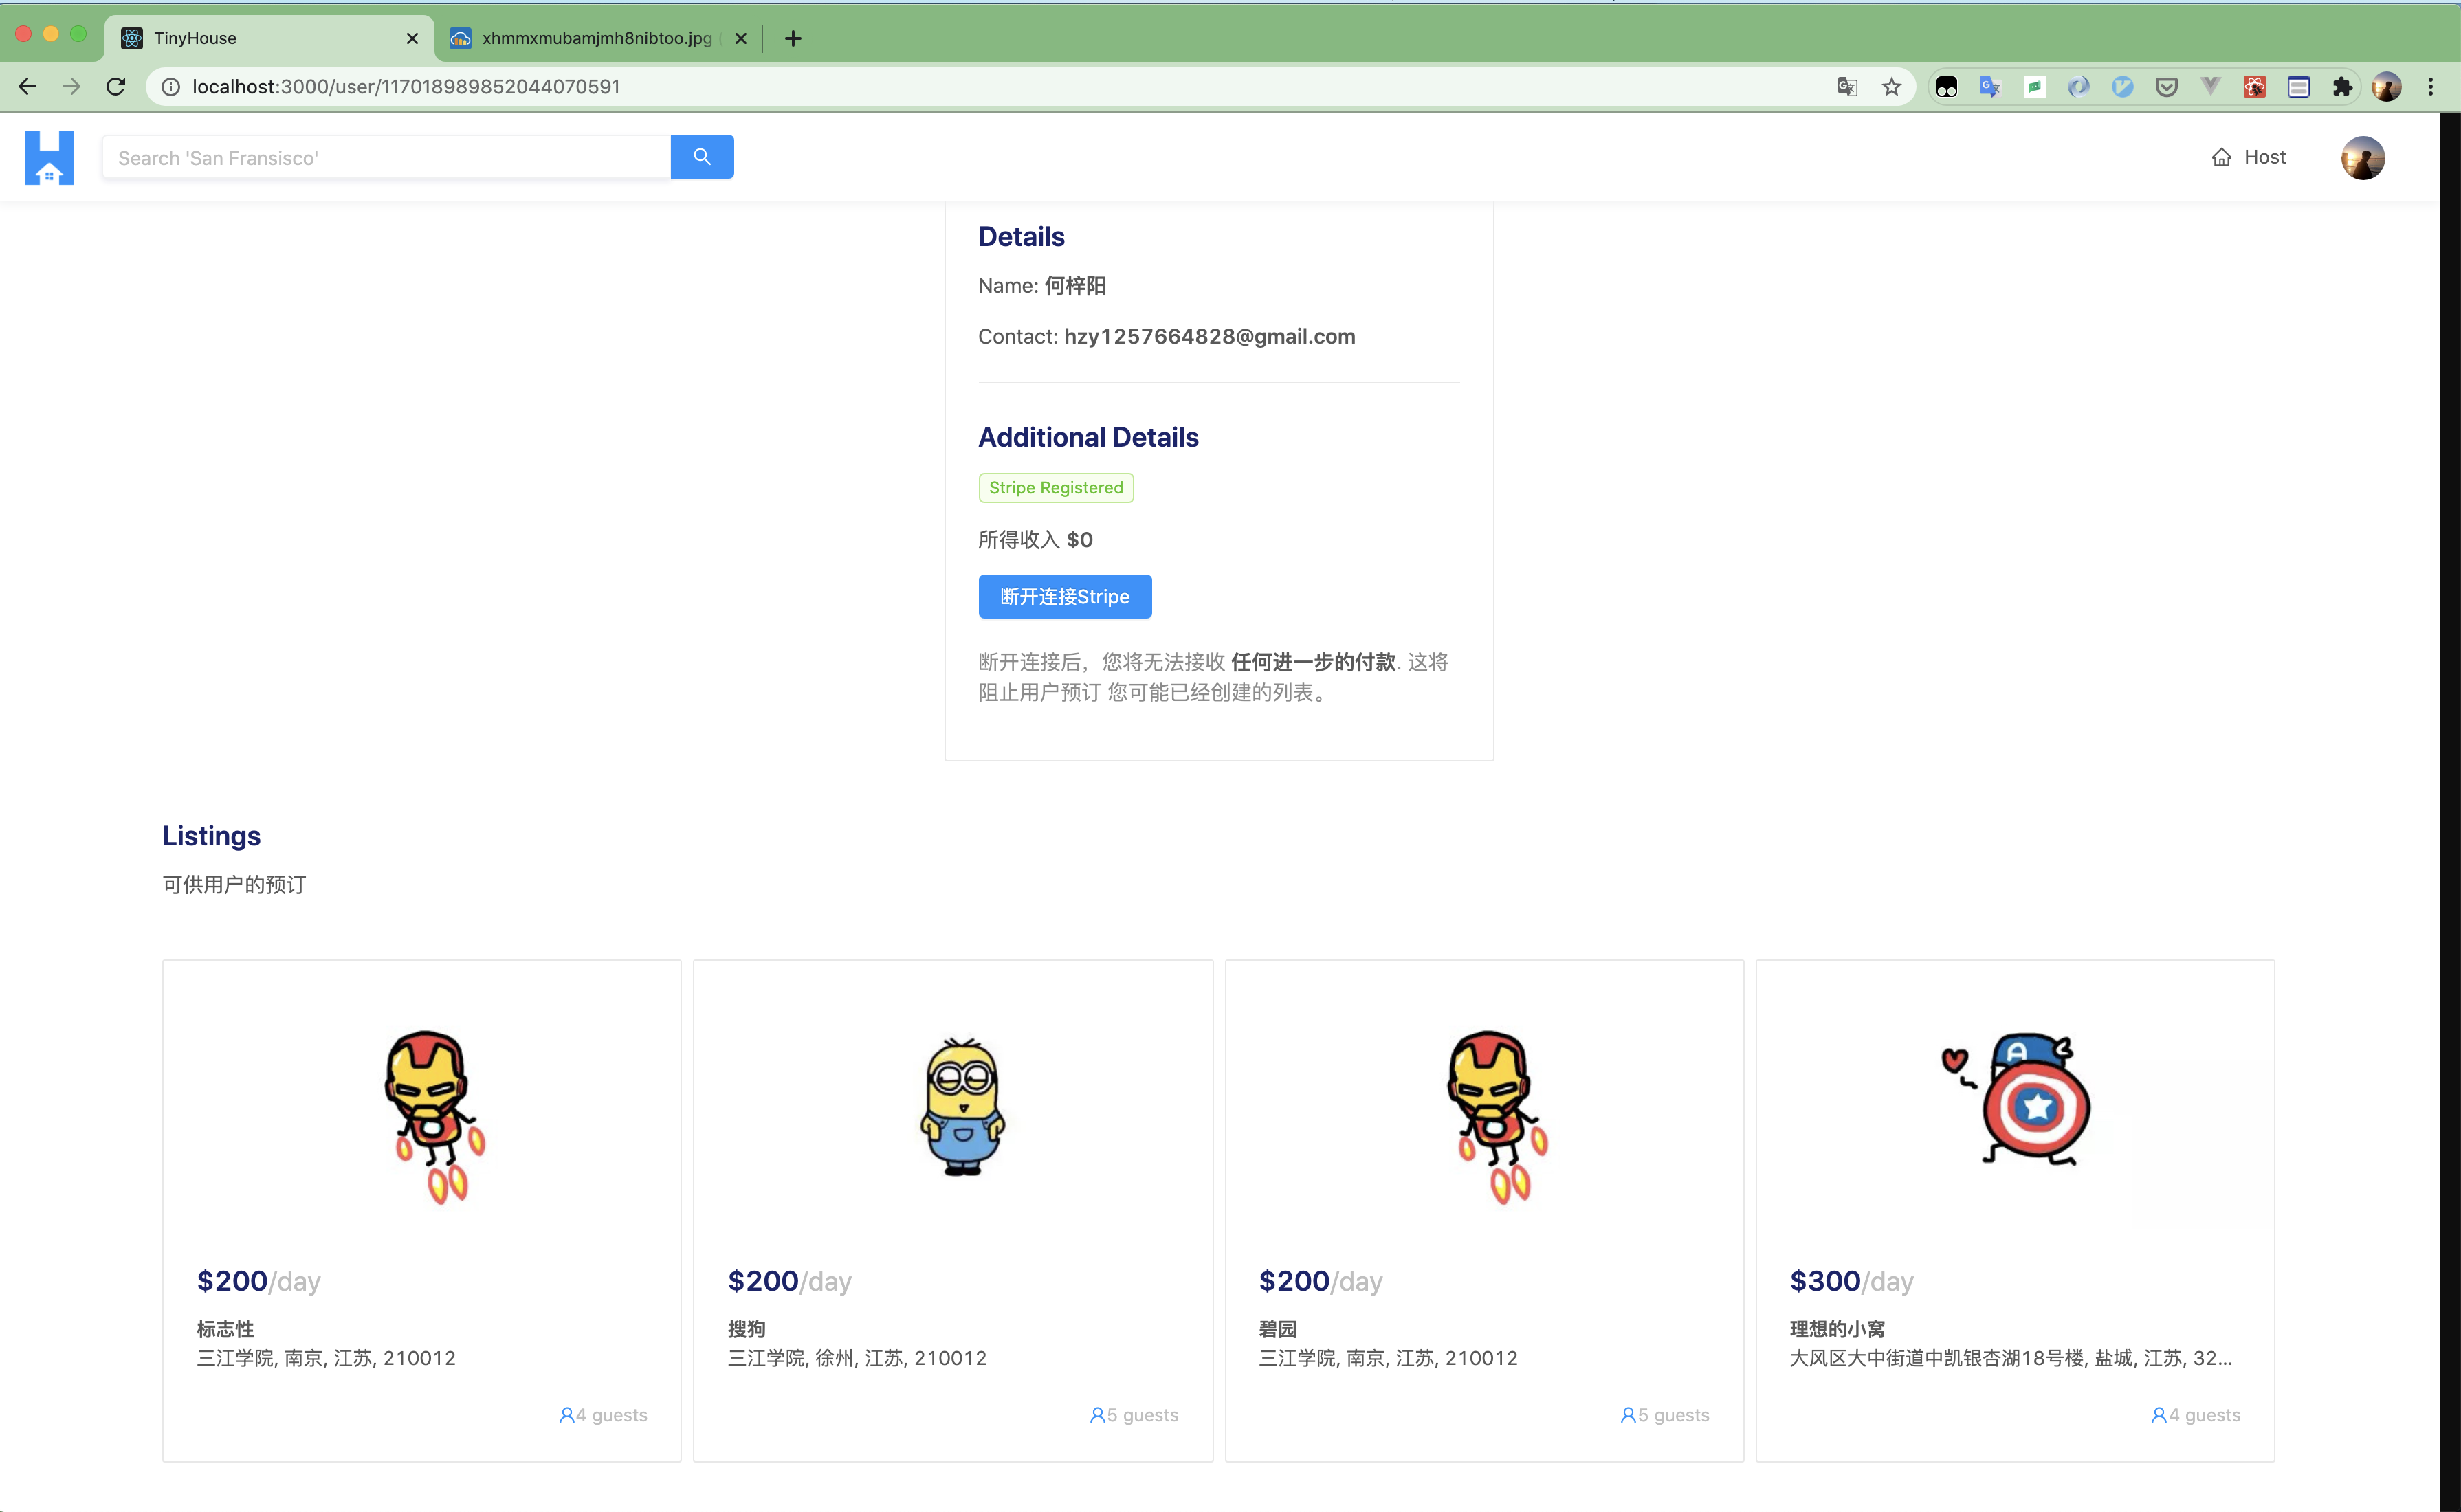 TinyHouse
xhmmxmubamjmh8nibtoo.jpg
localhost:3000/user/117018989852044070591
Search 'San Fransisco'
Host
Details
Name: 何梓阳
Contact: hzy1257664828@gmail.com
Additional Details
Stripe Registered
所得收入 $0
断开连接Stripe
断开连接后，您将无法接收 任何进一步的付款. 这将
阻止用户预订 您可能已经创建的列表。
Listings
可供用户的预订
$200/day
标志性
三江学院, 南京, 江苏, 210012
4 guests
$200/day
搜狗
三江学院, 徐州, 江苏, 210012
5 guests
$200/day
碧园
三江学院, 南京, 江苏, 210012
5 guests
A
$300/day
理想的小窝
大风区大中街道中凯银杏湖18号楼, 盐城, 江苏, 32...
4 guests